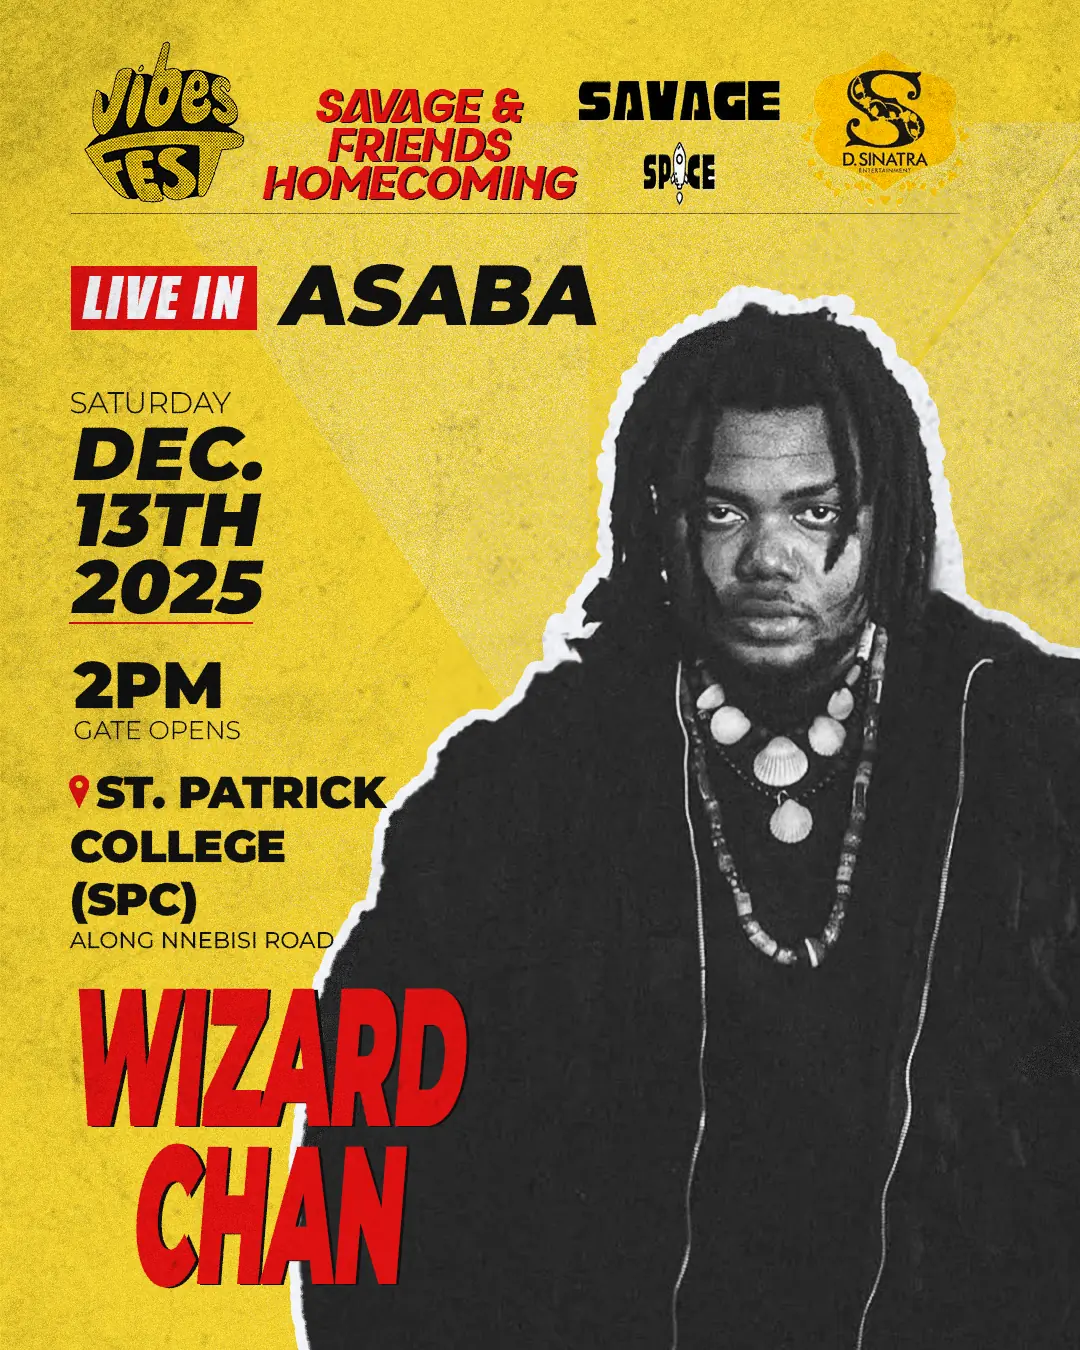 Vibes
FEST
SAVAGE &
FRIENDS
HOMECOMING
SAVAGE
SPACE
S
D. SINATRA
ENTERTAINMENT
LIVE IN ASABA
SATURDAY
DEC.
13TH
2025
2PM
GATE OPENS
ST. PATRICK
COLLEGE
(SPC)
ALONG NNEBISI ROAD
WIZARD
CHAN